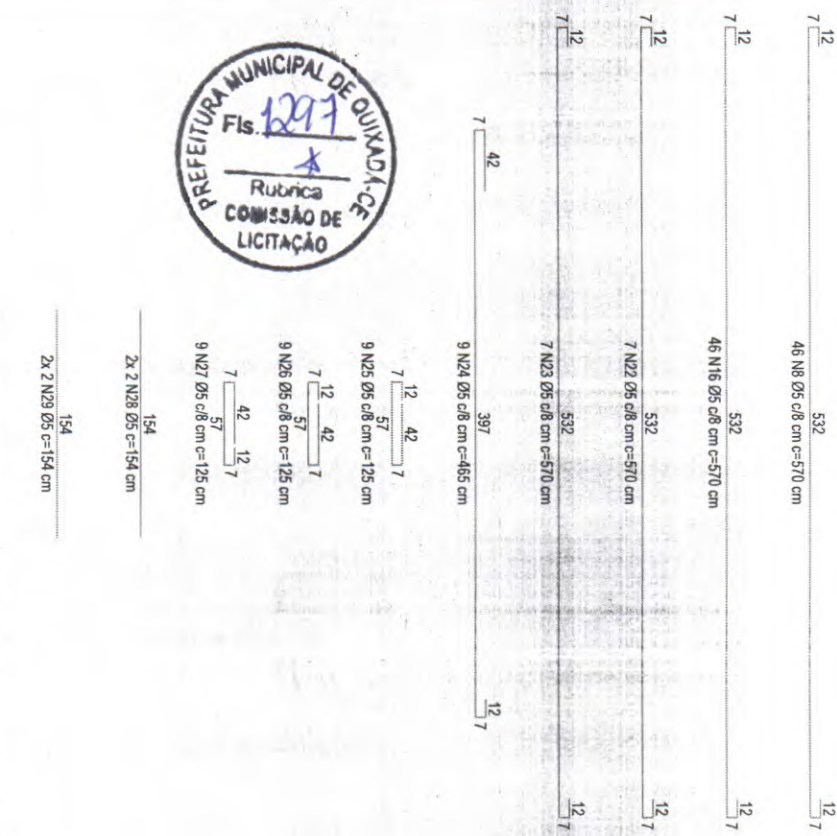 PREFEITURA MUNICIPAL DE QUIXADÁ-CE
Fls. 1297
Rubrica
COMISSÃO DE
LICITAÇÃO
12 12
7 532 7
46 N8 Ø5 c/8 cm c=570 cm
12 12
7 532 7
46 N16 Ø5 c/8 cm c=570 cm
12 12
7 532 7
7 N22 Ø5 c/8 cm c=570 cm
12 12
7 532 7
7 N23 Ø5 c/8 cm c=570 cm
42 12
7 397 7
9 N24 Ø5 c/8 cm c=465 cm
12 42
7 57 7
9 N25 Ø5 c/8 cm c=125 cm
12 42
7 57 7
9 N26 Ø5 c/8 cm c=125 cm
42 12
7 57 7
9 N27 Ø5 c/8 cm c=125 cm
154
2x 2 N28 Ø5 c=154 cm
154
2x 2 N29 Ø5 c=154 cm